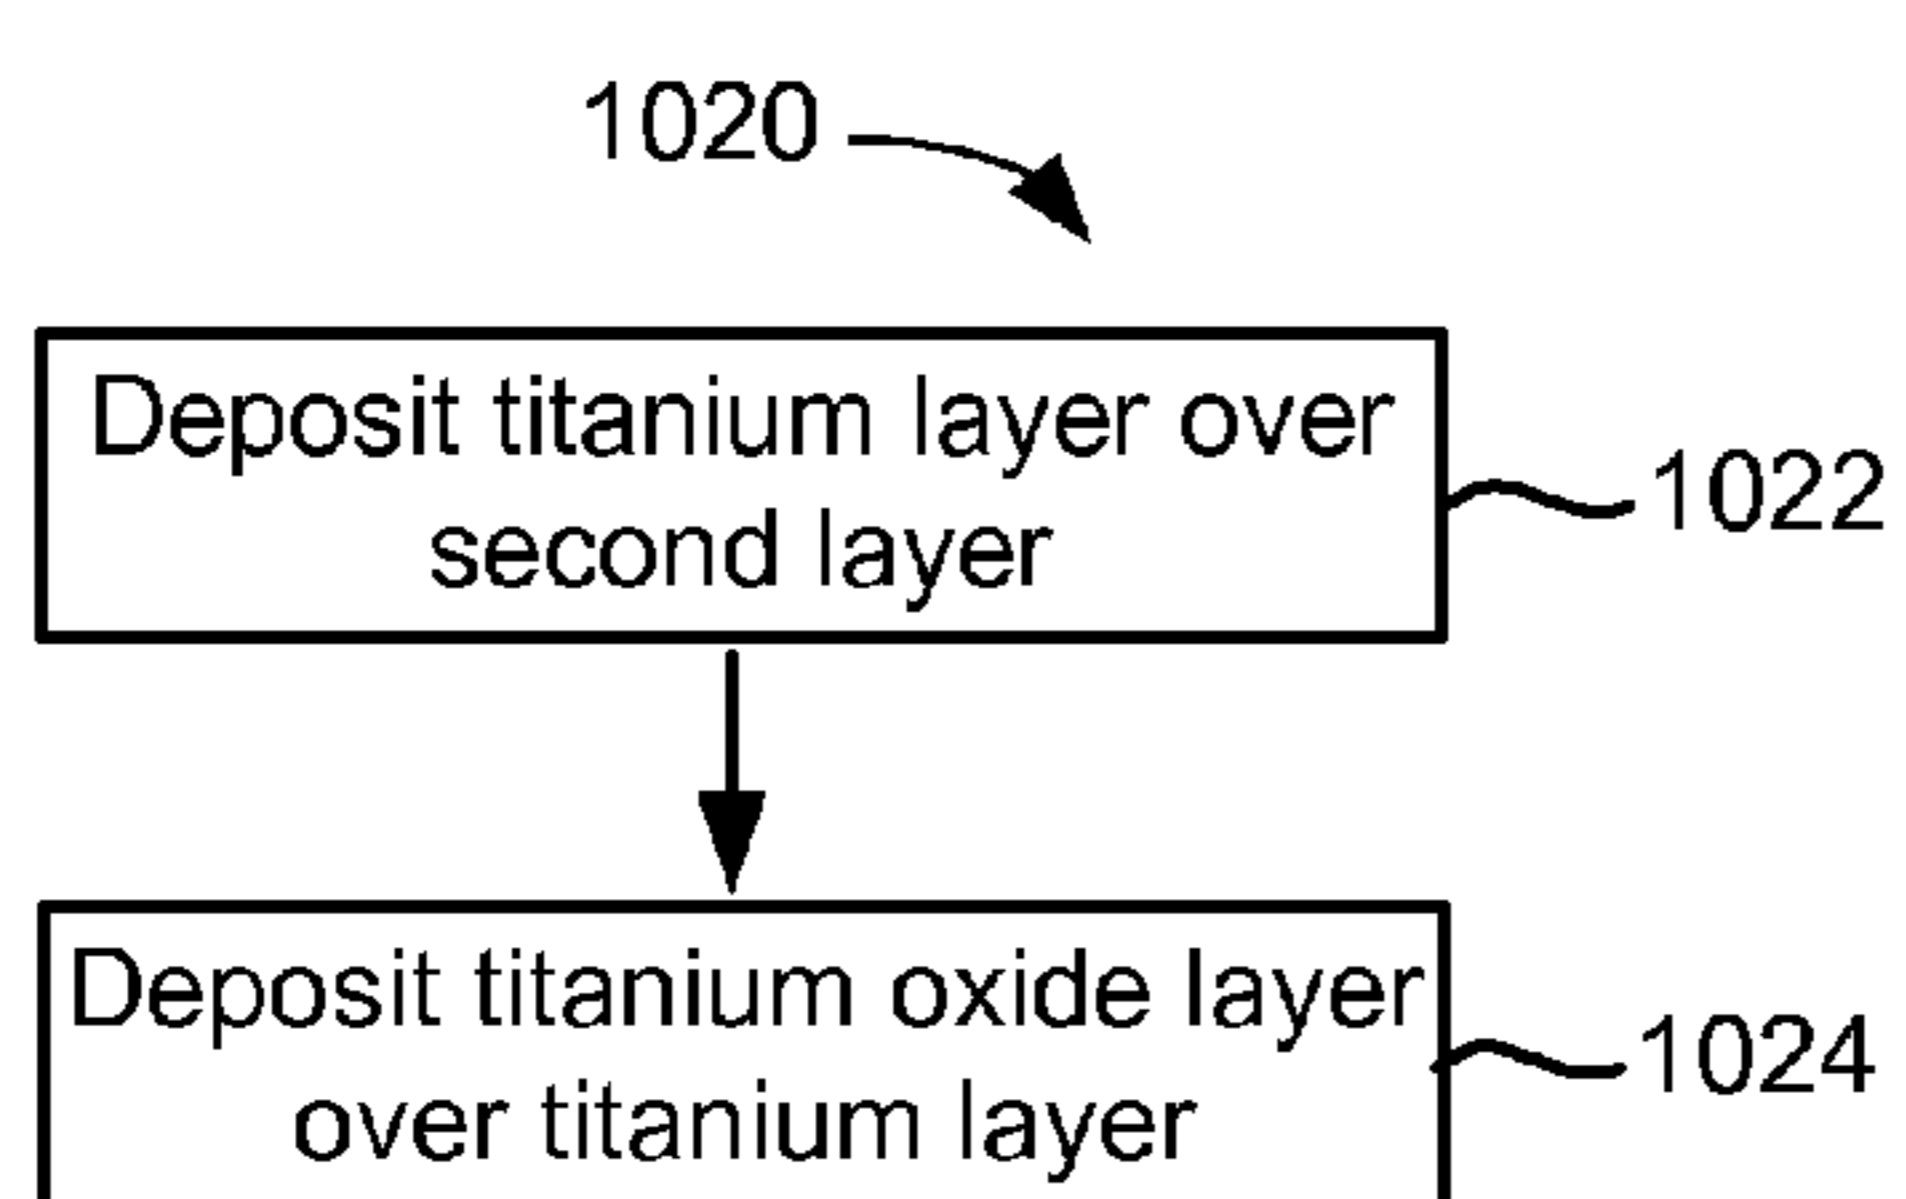 1020
Deposit titanium layer over
second layer
1022
Deposit titanium oxide layer
over titanium layer
1024